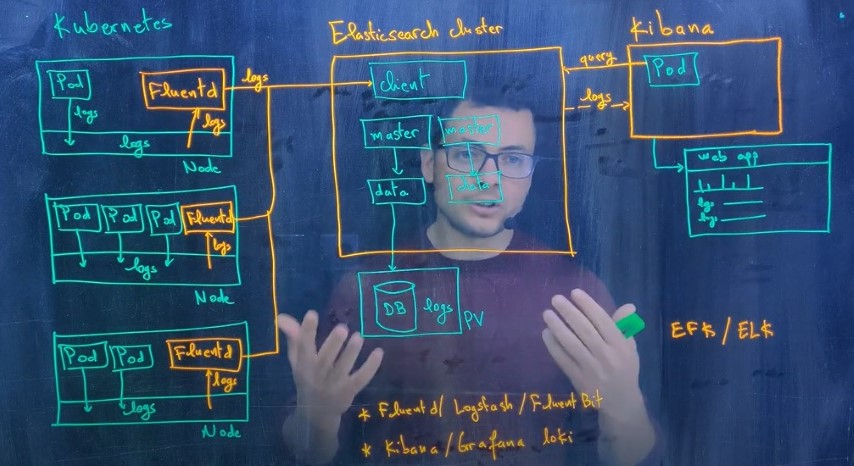 Kubernetes
Pod
Fluentd
logs
logs
logs
Node
Pod
Pod
Pod
Fluentd
logs
logs
Node
Pod
Pod
Fluentd
logs
logs
Node
logs
Elasticsearch cluster
client
master
master
data
data
DB
logs
PV
query
logs
Kibana
Pod
web app
logs
logs
EFK / ELK
* Fluentd / Logstash / Fluent Bit
* Kibana / Grafana loki